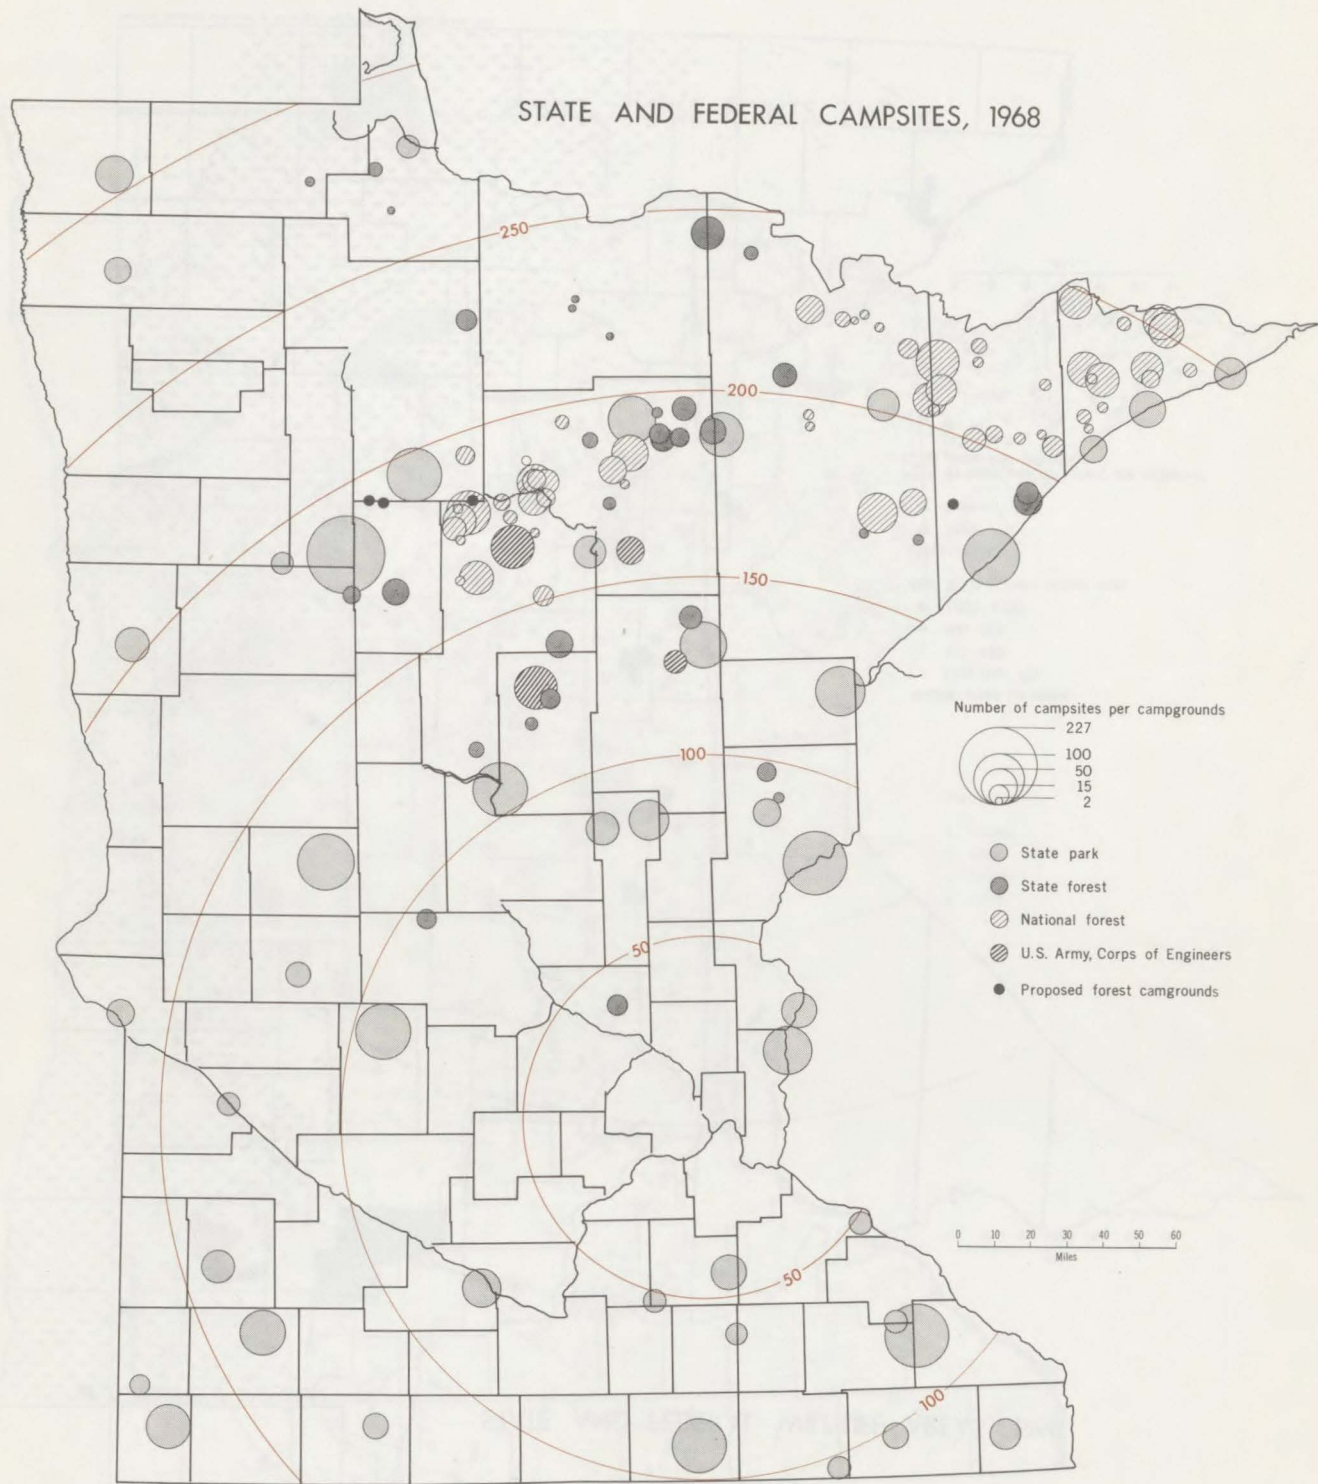 STATE AND FEDERAL CAMPSITES, 1968
250
200
150
100
50
50
100
Number of campsites per campgrounds
227
100
50
15
2
State park
State forest
National forest
U.S. Army, Corps of Engineers
Proposed forest camgrounds
0 10 20 30 40 50 60
Miles